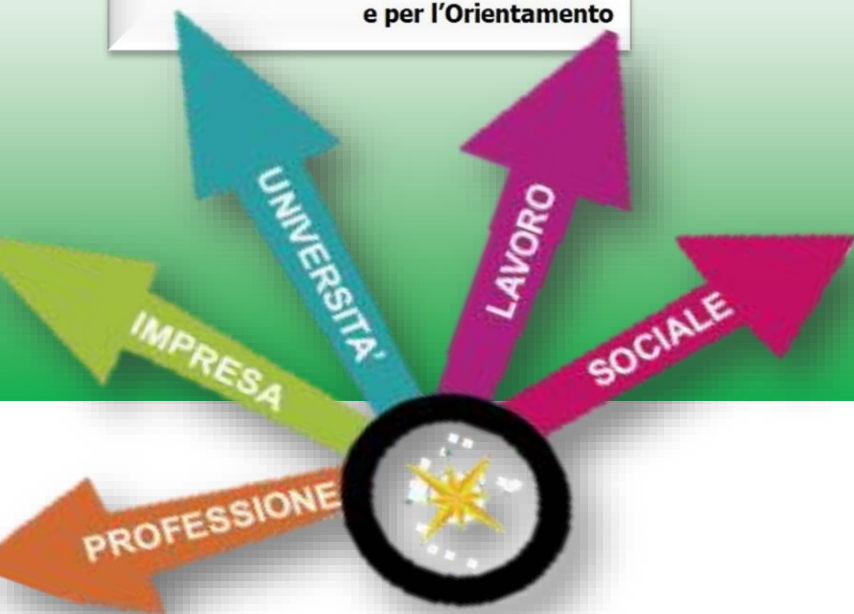 e per l'Orientamento
UNIVERSITA'
LAVORO
IMPRESA
SOCIALE
PROFESSIONE